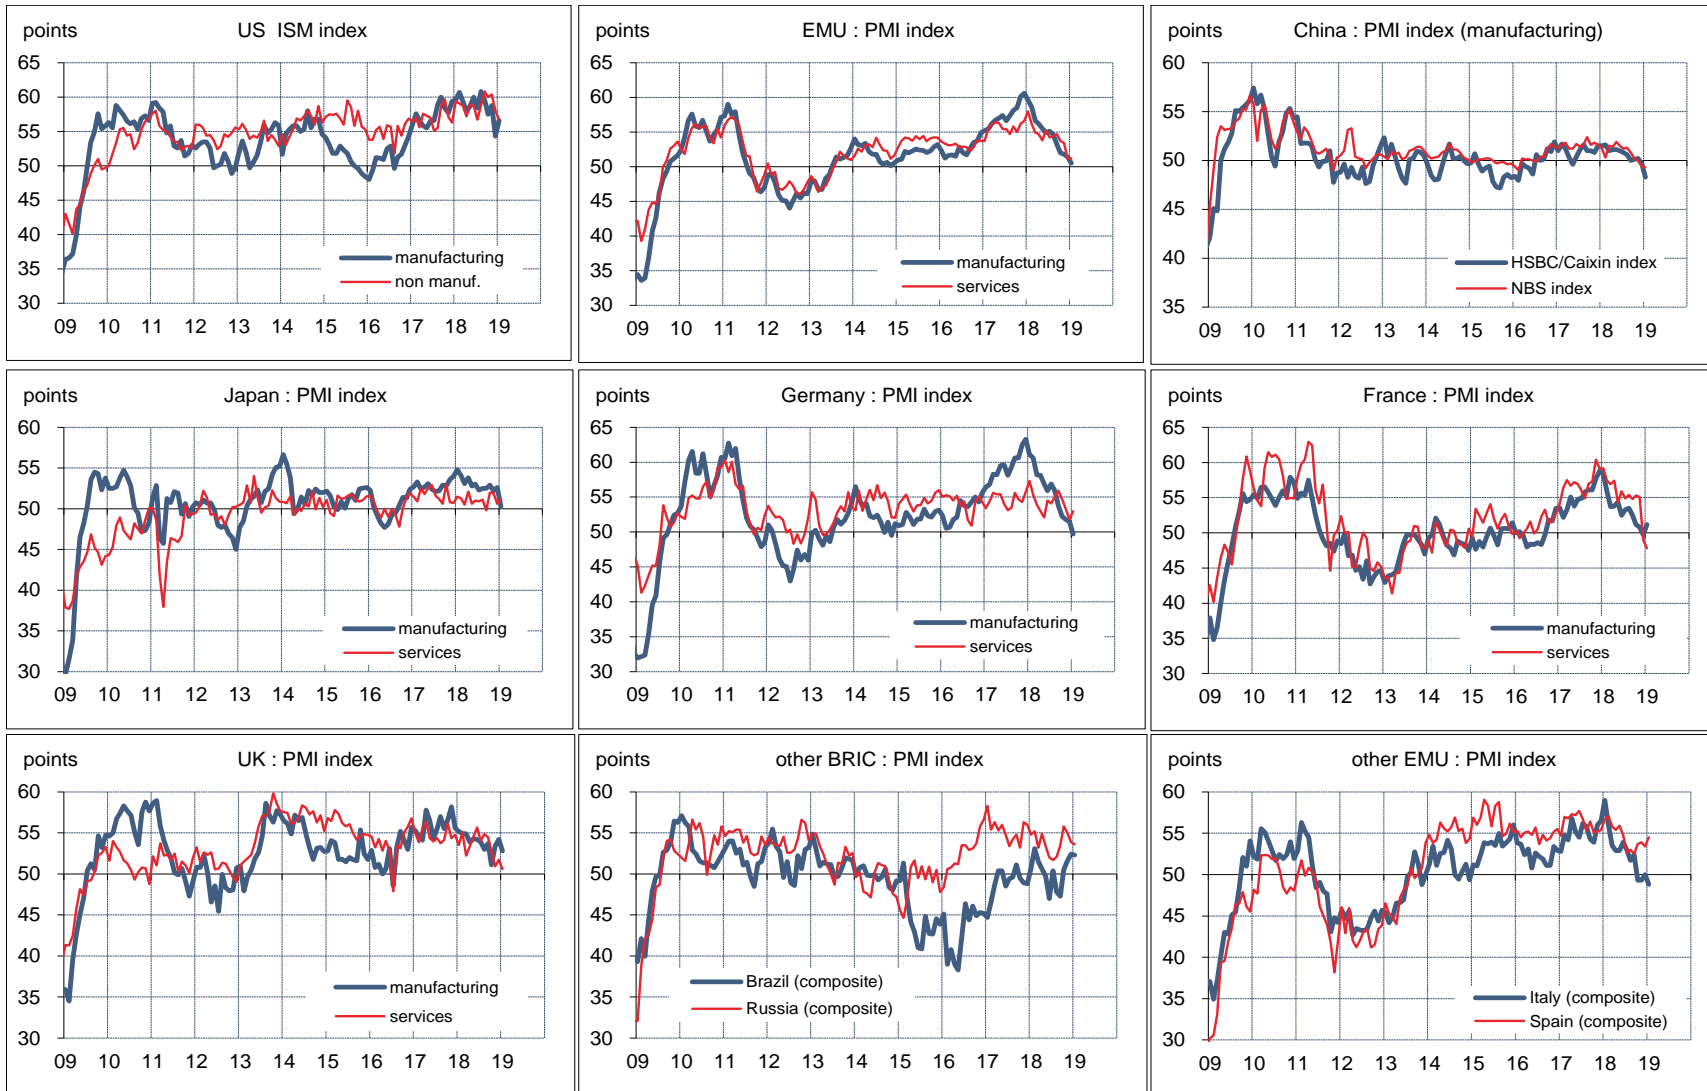 points US ISM index
65
60
55
50
45
40
35
30
manufacturing
non manuf.
09 10 11 12 13 14 15 16 17 18 19
points EMU : PMI index
65
60
55
50
45
40
35
30
manufacturing
services
09 10 11 12 13 14 15 16 17 18 19
points China : PMI index (manufacturing)
60
55
50
45
40
35
HSBC/Caixin index
NBS index
09 10 11 12 13 14 15 16 17 18 19
points Japan : PMI index
60
55
50
45
40
35
30
manufacturing
services
09 10 11 12 13 14 15 16 17 18 19
points Germany : PMI index
65
60
55
50
45
40
35
30
manufacturing
services
09 10 11 12 13 14 15 16 17 18 19
points France : PMI index
65
60
55
50
45
40
35
30
manufacturing
services
09 10 11 12 13 14 15 16 17 18 19
points UK : PMI index
60
55
50
45
40
35
30
manufacturing
services
09 10 11 12 13 14 15 16 17 18 19
points other BRIC : PMI index
60
55
50
45
40
35
30
Brazil (composite)
Russia (composite)
09 10 11 12 13 14 15 16 17 18 19
points other EMU : PMI index
60
55
50
45
40
35
30
Italy (composite)
Spain (composite)
09 10 11 12 13 14 15 16 17 18 19